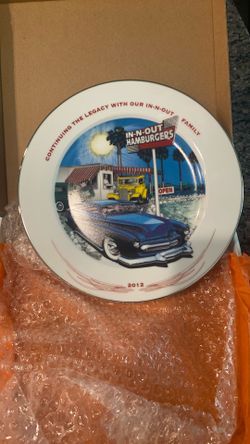 CONTINUING THE LEGACY WITH OUR IN-N-OUT FAMILY
IN-N-OUT
HAMBURGERS
OPEN
2012